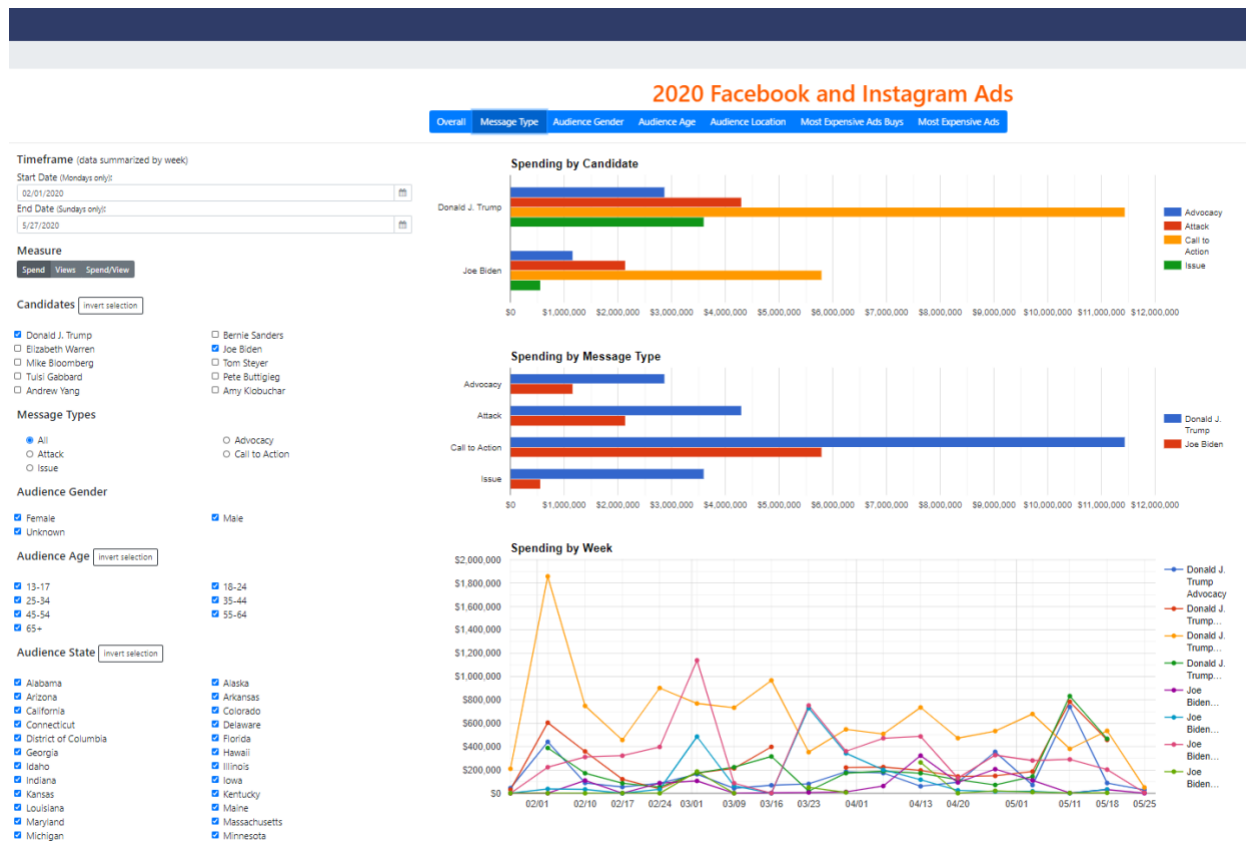 2020 Facebook and Instagram Ads
Overall Message Type Audience Gender Audience Age Audience Location Most Expensive Ads Buys Most Expensive Ads
Timeframe (data summarized by week)
Start Date (Mondays only):
02/01/2020
End Date (Sundays only):
5/27/2020
Measure
Spend Views Spend/View
Candidates Invert selection
Donald J. Trump Bernie Sanders
Elizabeth Warren Joe Biden
Mike Bloomberg Tom Steyer
Tulsi Gabbard Pete Buttigieg
Andrew Yang Amy Klobuchar
Message Types
All Advocacy
Attack Call to Action
Issue
Audience Gender
Female Male
Unknown
Audience Age Invert selection
13-17 18-24
25-34 35-44
45-54 55-64
65+
Audience State Invert selection
Alabama Alaska
Arizona Arkansas
California Colorado
Connecticut Delaware
District of Columbia Florida
Georgia Hawaii
Idaho Illinois
Indiana Iowa
Kansas Kentucky
Louisiana Maine
Maryland Massachusetts
Michigan Minnesota
Spending by Candidate
Donald J. Trump
Joe Biden
$0 $1,000,000 $2,000,000 $3,000,000 $4,000,000 $5,000,000 $6,000,000 $7,000,000 $8,000,000 $9,000,000 $10,000,000 $11,000,000 $12,000,000
Advocacy
Attack
Call to
Action
Issue
Spending by Message Type
Advocacy
Attack
Call to Action
Issue
$0 $1,000,000 $2,000,000 $3,000,000 $4,000,000 $5,000,000 $6,000,000 $7,000,000 $8,000,000 $9,000,000 $10,000,000 $11,000,000 $12,000,000
Donald J.
Trump
Joe Biden
Spending by Week
$2,000,000
$1,800,000
$1,600,000
$1,400,000
$1,200,000
$1,000,000
$800,000
$600,000
$400,000
$200,000
$0
02/01 02/10 02/17 02/24 03/01 03/09 03/16 03/23 04/01 04/13 04/20 05/01 05/11 05/18 05/25
Donald J.
Trump
Advocacy
Donald J.
Trump...
Donald J.
Trump...
Donald J.
Trump...
Joe
Biden...
Joe
Biden...
Joe
Biden...
Joe
Biden...